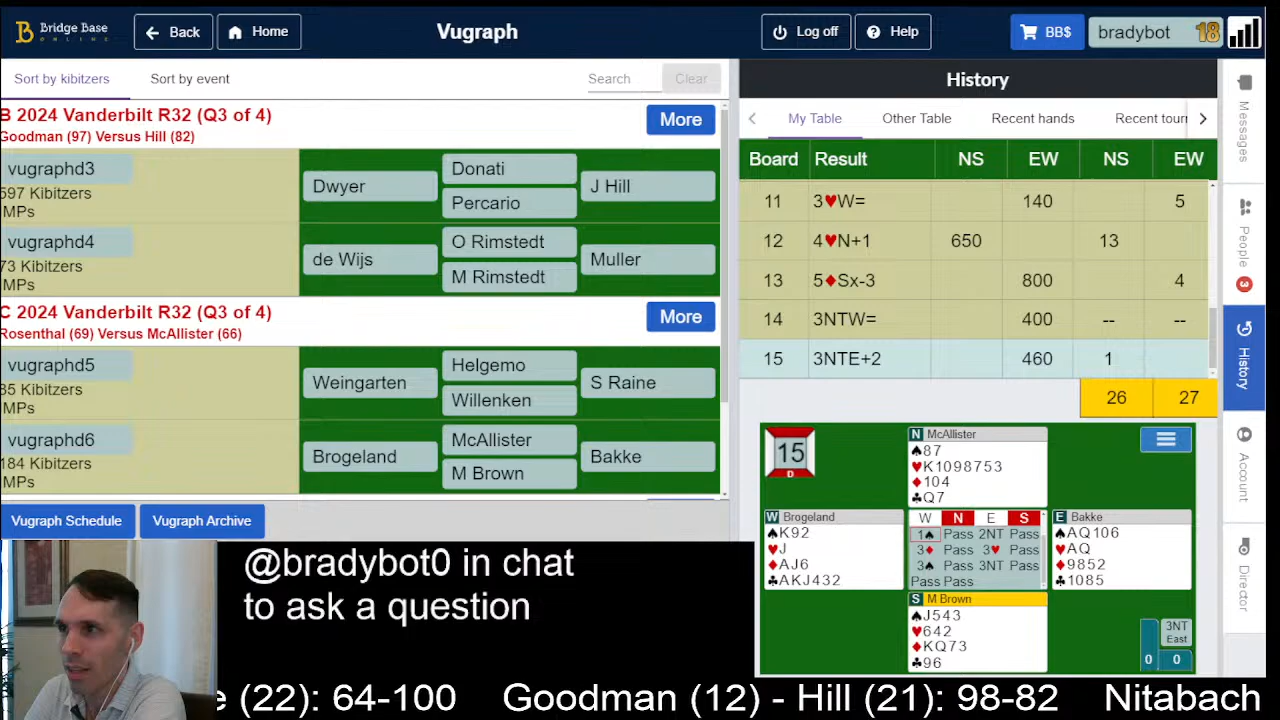 Bridge Base
ONLINE
Back
Home
Vugraph
Log off
Help
BB$
bradybot
18
Sort by kibitzers
Sort by event
Search
Clear
B 2024 Vanderbilt R32 (Q3 of 4)
Goodman (97) Versus Hill (82)
More
vugraphd3
597 Kibitzers
MPs
Dwyer
Donati
Percario
J Hill
vugraphd4
73 Kibitzers
MPs
de Wijs
O Rimstedt
M Rimstedt
Muller
C 2024 Vanderbilt R32 (Q3 of 4)
Rosenthal (69) Versus McAllister (66)
More
vugraphd5
85 Kibitzers
MPs
Weingarten
Helgemo
Willenken
S Raine
vugraphd6
184 Kibitzers
MPs
Brogeland
McAllister
M Brown
Bakke
Vugraph Schedule
Vugraph Archive
History
My Table
Other Table
Recent hands
Recent tourn
Board Result NS EW NS EW
11 3♥W= 140 5
12 4♥N+1 650 13
13 5♦Sx-3 800 4
14 3NTW= 400 -- --
15 3NTE+2 460 1
26 27
15
D
N McAllister
♠87
♥K1098753
♦104
♣Q7
W Brogeland
♠K92
♥J
♦AJ6
♣AKJ432
W N E S
1♠ Pass 2NT Pass
3♦ Pass 3♥ Pass
3♠ Pass 3NT Pass
Pass Pass
E Bakke
♠AQ106
♥AQ
♦9852
♣1085
S M Brown
♠J543
♥642
♦KQ73
♣96
3NT
East
0 0
Messages
People
3
History
Account
Director
@bradybot0 in chat
to ask a question
e (22): 64-100 Goodman (12) - Hill (21): 98-82 Nitabach